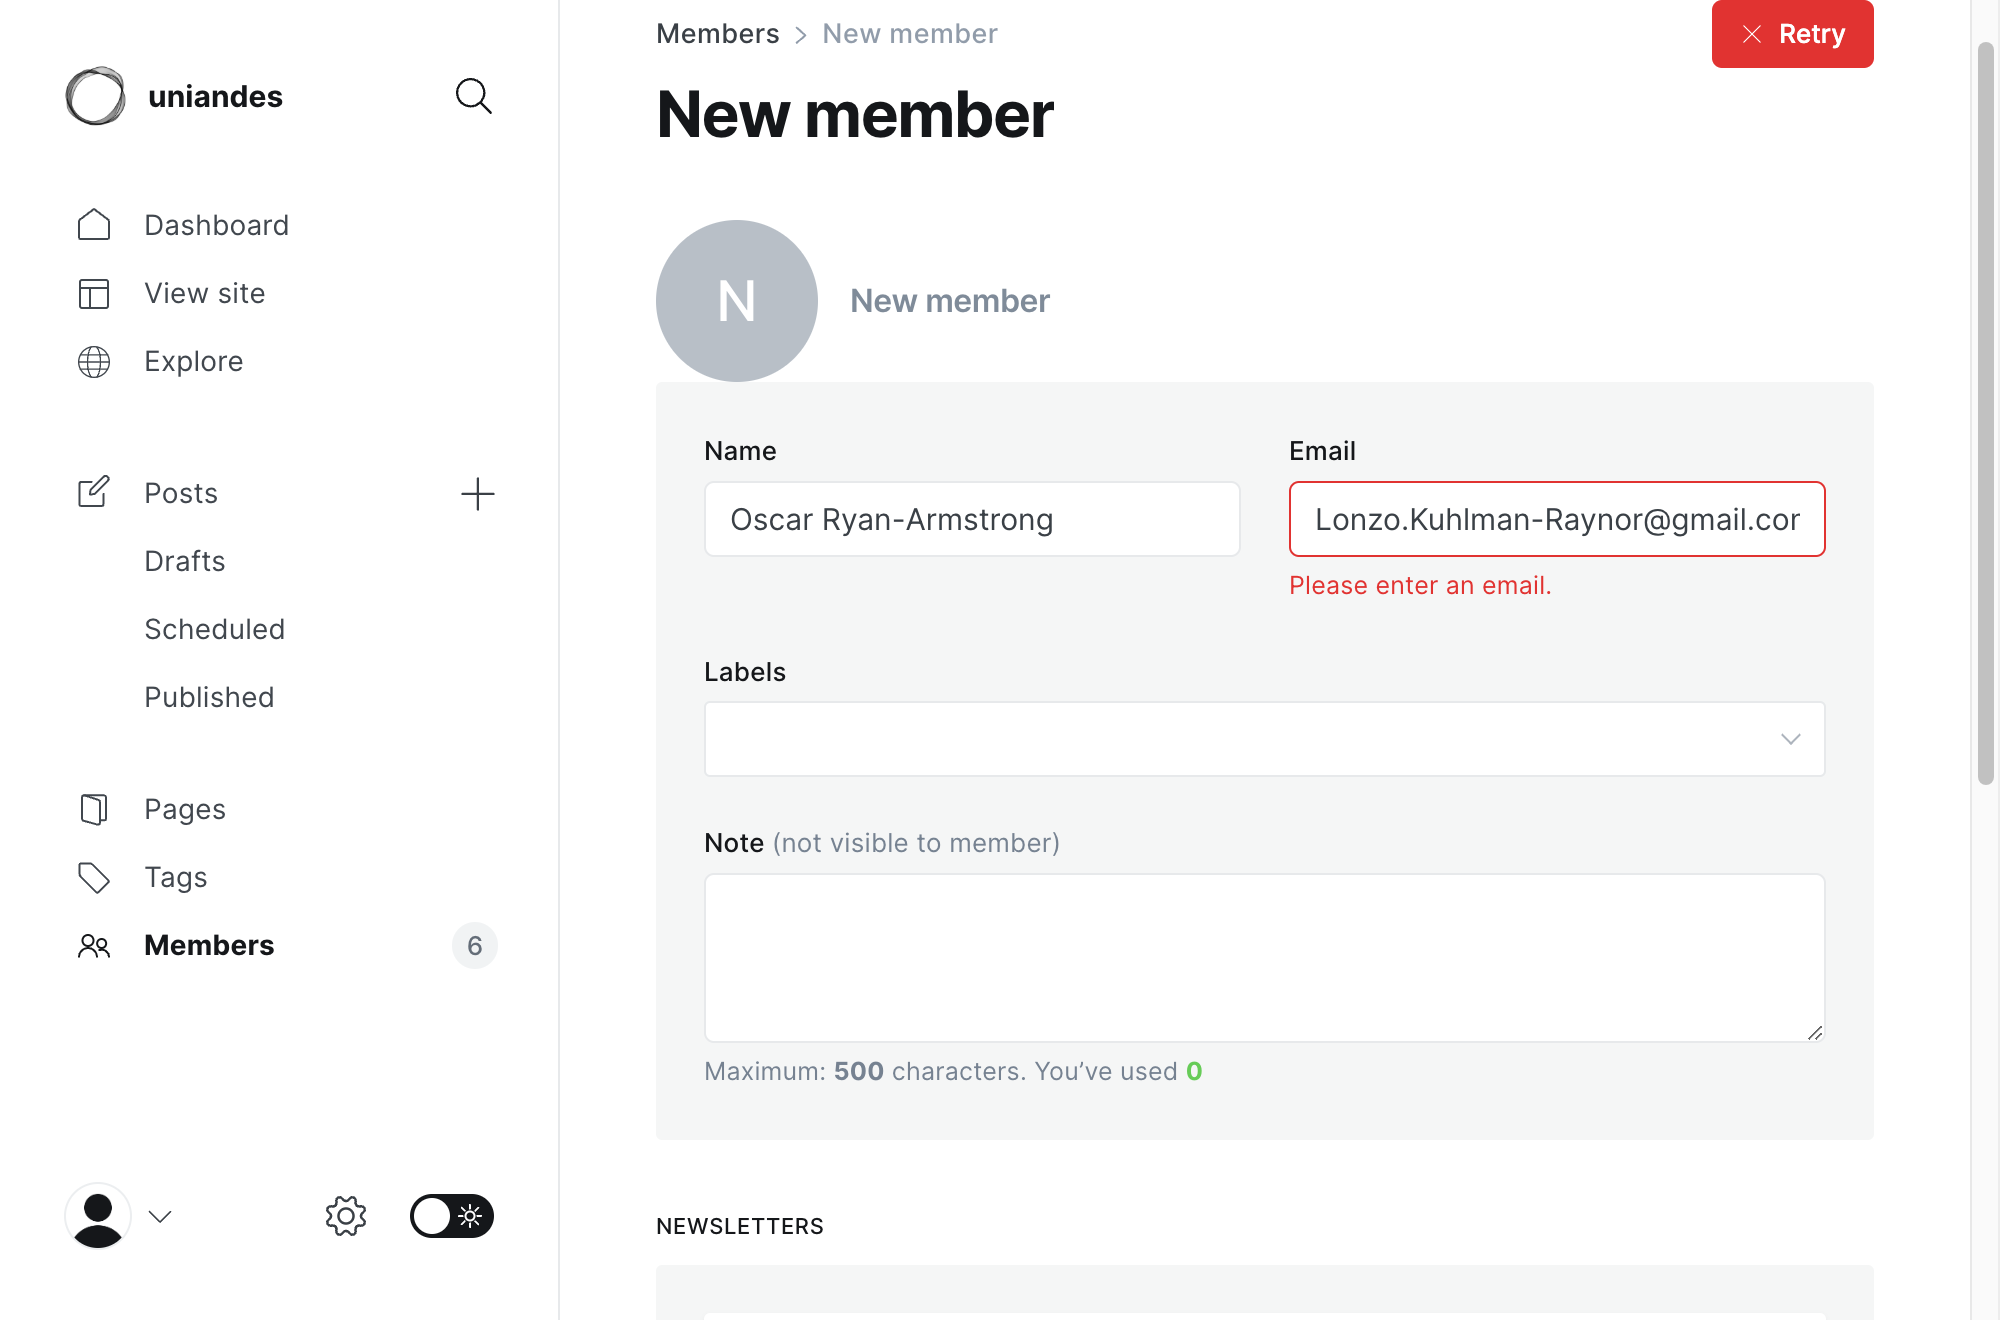 uniandes
Dashboard
View site
Explore
Posts
Drafts
Scheduled
Published
Pages
Tags
Members
6
Members > New member
Retry
New member
N
New member
Name
Email
Oscar Ryan-Armstrong
Lonzo.Kuhlman-Raynor@gmail.cor
Please enter an email.
Labels
Note (not visible to member)
Maximum: 500 characters. You’ve used 0
NEWSLETTERS